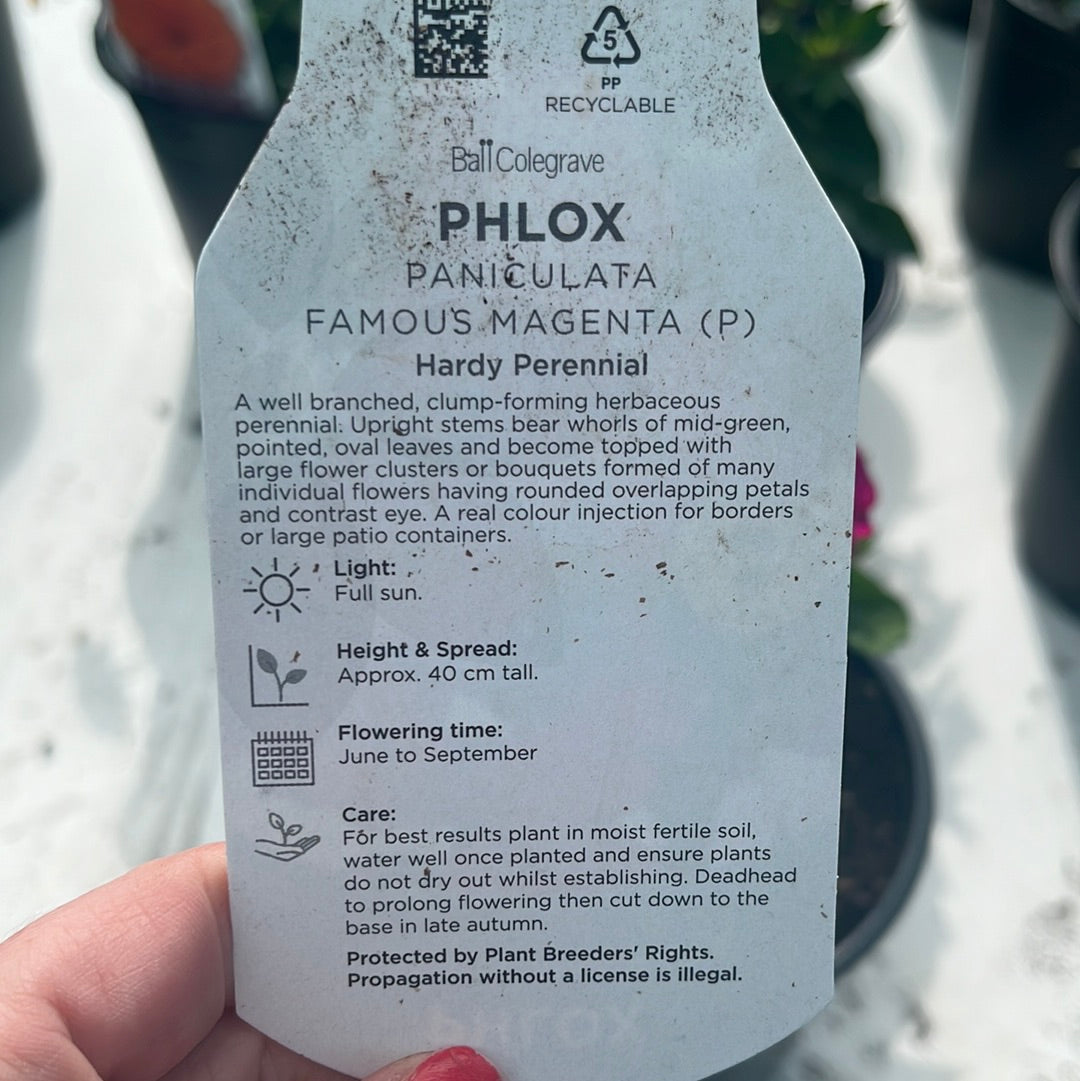 5
PP
RECYCLABLE
Ball Colegrave
PHLOX
PANICULATA
FAMOUS MAGENTA (P)
Hardy Perennial
A well branched, clump-forming herbaceous
perennial. Upright stems bear whorls of mid-green,
pointed, oval leaves and become topped with
large flower clusters or bouquets formed of many
individual flowers having rounded overlapping petals
and contrast eye. A real colour injection for borders
or large patio containers.
Light:
Full sun.
Height & Spread:
Approx. 40 cm tall.
Flowering time:
June to September
Care:
For best results plant in moist fertile soil,
water well once planted and ensure plants
do not dry out whilst establishing. Deadhead
to prolong flowering then cut down to the
base in late autumn.
Protected by Plant Breeders' Rights.
Propagation without a license is illegal.